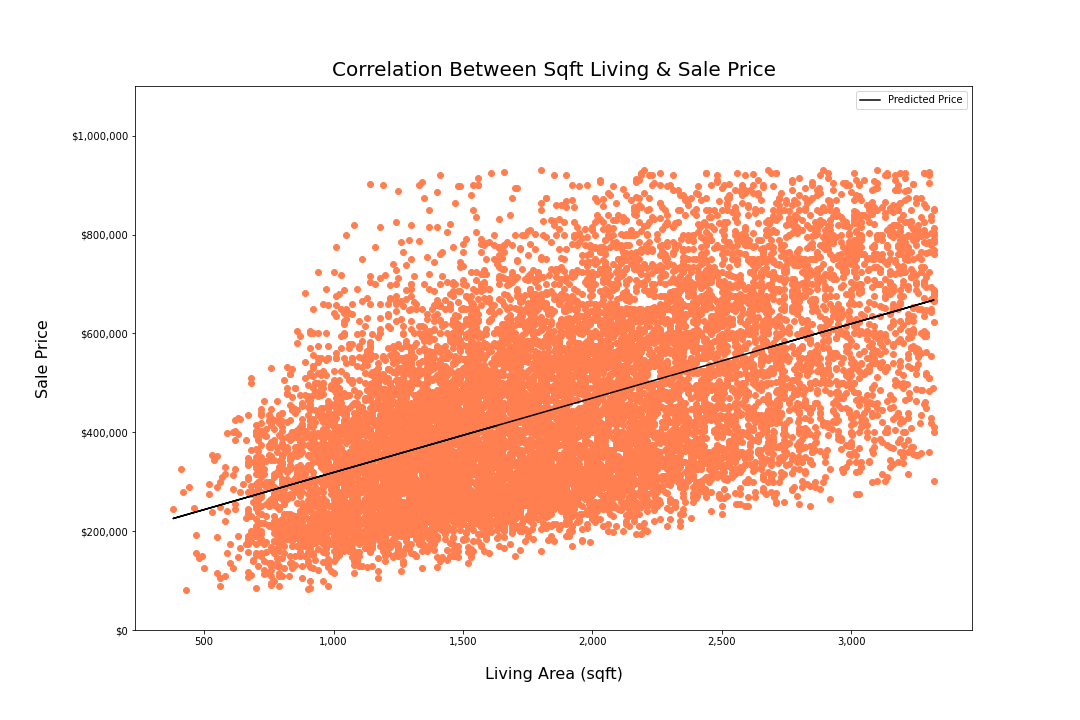 Correlation Between Sqft Living & Sale Price
Predicted Price
$1,000,000
$800,000
$600,000
$400,000
$200,000
$0
Sale Price
500 1,000 1,500 2,000 2,500 3,000
Living Area (sqft)